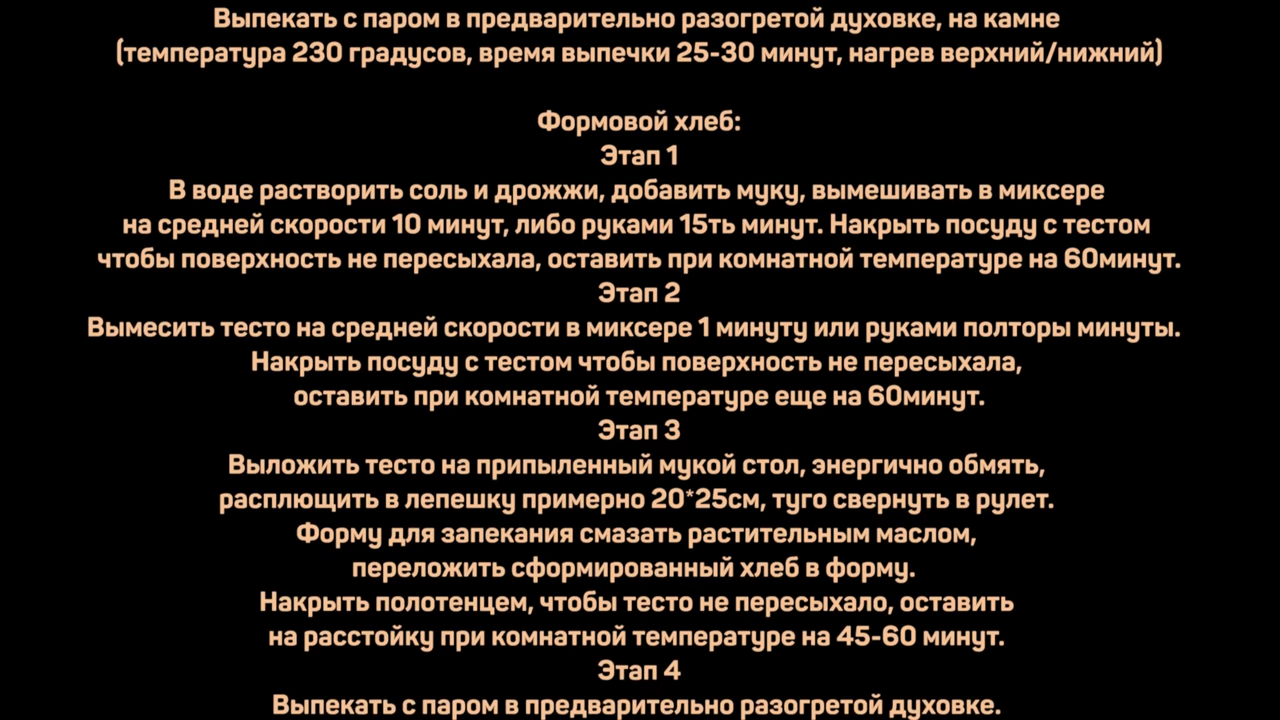 Выпекать с паром в предварительно разогретой духовке, на камне
(температура 230 градусов, время выпечки 25-30 минут, нагрев верхний/нижний)
Формовой хлеб:
Этап 1
В воде растворить соль и дрожжи, добавить муку, вымешивать в миксере
на средней скорости 10 минут, либо руками 15ть минут. Накрыть посуду с тестом
чтобы поверхность не пересыхала, оставить при комнатной температуре на 60минут.
Этап 2
Вымесить тесто на средней скорости в миксере 1 минуту или руками полторы минуты.
Накрыть посуду с тестом чтобы поверхность не пересыхала,
оставить при комнатной температуре еще на 60минут.
Этап 3
Выложить тесто на припыленный мукой стол, энергично обмять,
расплющить в лепешку примерно 20*25см, туго свернуть в рулет.
Форму для запекания смазать растительным маслом,
переложить сформированный хлеб в форму.
Накрыть полотенцем, чтобы тесто не пересыхало, оставить
на расстойку при комнатной температуре на 45-60 минут.
Этап 4
Выпекать с паром в предварительно разогретой духовке.